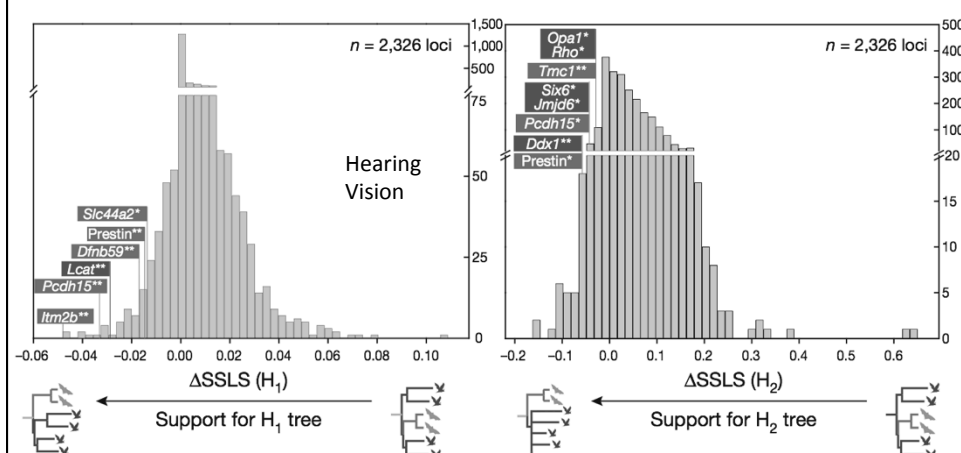 1,500
n = 2,326 loci
1,000
500
75
Hearing
Vision
50
Slc44a2*
Prestin**
Dfnb59**
Lcat**
Pcdh15**
Itm2b**
25
0
−0.06 −0.04 −0.02 0.00 0.02 0.04 0.06 0.08 0.10
ΔSSLS (H1)
Support for H1 tree
500
Opa1*
Rho*
n = 2,326 loci
400
Tmc1**
300
Six6*
Jmjd6*
200
Pcdh15*
100
Ddx1**
20
Prestin*
15
10
5
0
−0.2 −0.1 0.0 0.1 0.2 0.3 0.4 0.5 0.6
ΔSSLS (H2)
Support for H2 tree